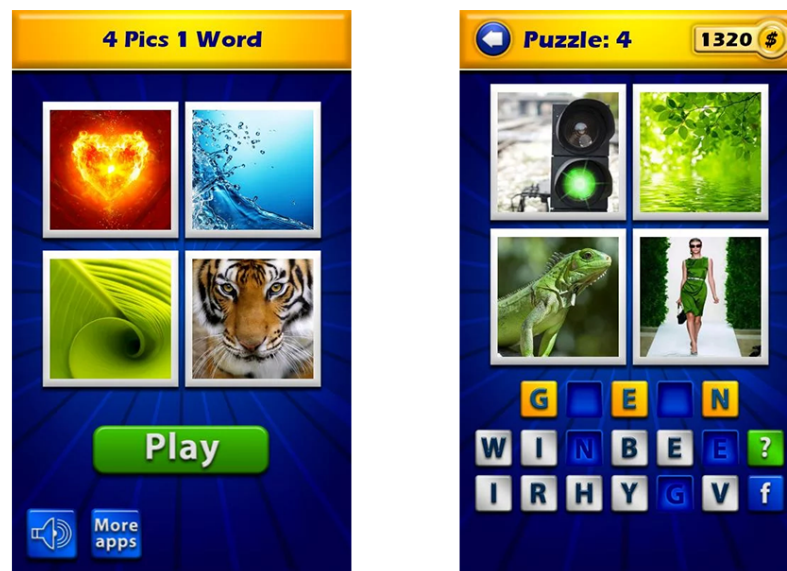 4 Pics 1 Word
Play
More
apps
Puzzle: 4
1320 $
G E N
W I N B E E ?
I R H Y G V f